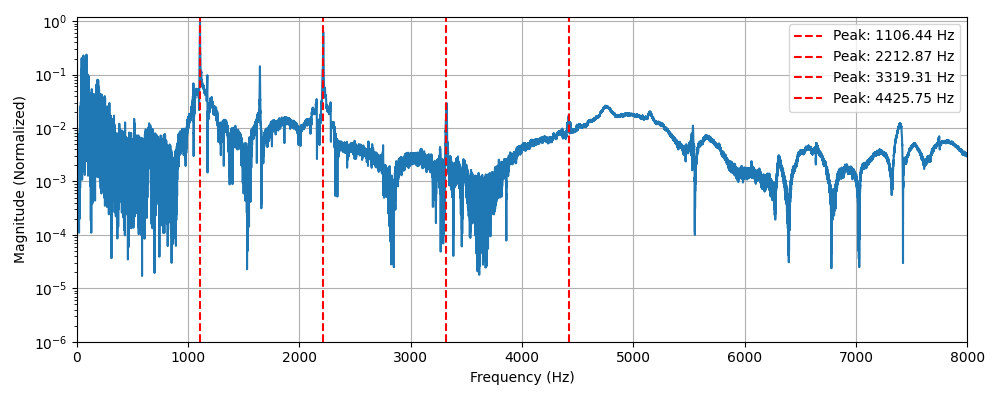 Peak: 1106.44 Hz
Peak: 2212.87 Hz
Peak: 3319.31 Hz
Peak: 4425.75 Hz
Magnitude (Normalized)
10⁰
10⁻¹
10⁻²
10⁻³
10⁻⁴
10⁻⁵
10⁻⁶
0 1000 2000 3000 4000 5000 6000 7000 8000
Frequency (Hz)